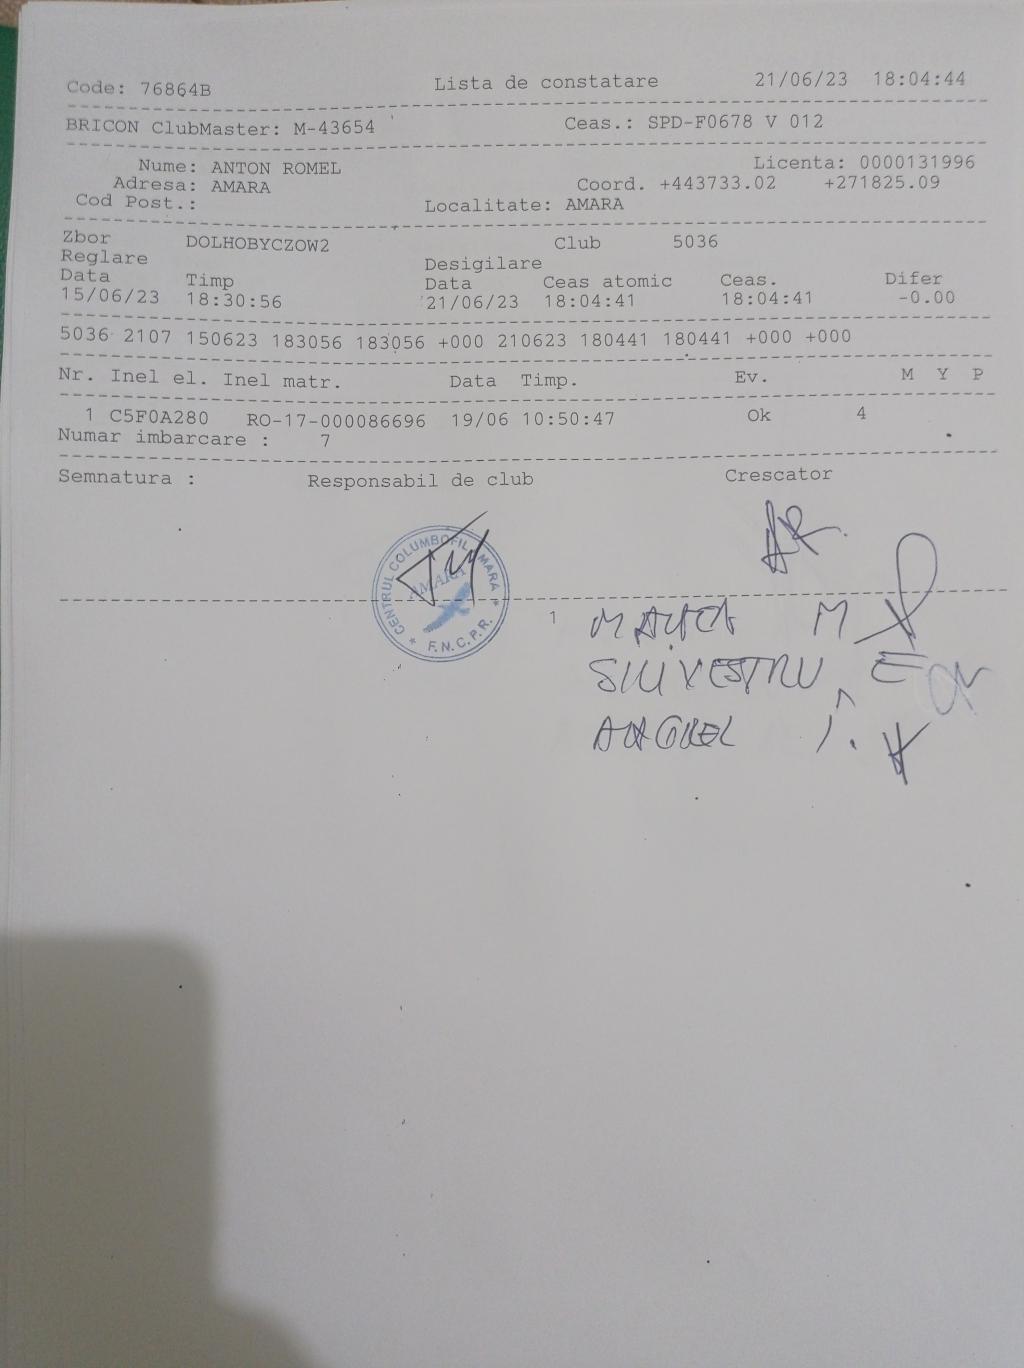 Code: 76864B Lista de constatare 21/06/23 18:04:44
BRICON ClubMaster: M-43654 Ceas.: SPD-F0678 V 012
Nume: ANTON ROMEL Licenta: 0000131996
Adresa: AMARA Coord. +443733.02 +271825.09
Cod Post.: Localitate: AMARA
Zbor DOLHOBYCZOW2 Club 5036
Reglare Desigilare
Data Timp Data Ceas atomic Ceas. Difer
15/06/23 18:30:56 21/06/23 18:04:41 18:04:41 -0.00
5036 2107 150623 183056 183056 +000 210623 180441 180441 +000 +000
Nr. Inel el. Inel matr. Data Timp. Ev. M Y P
1 C5F0A280 RO-17-000086696 19/06 10:50:47 Ok 4
Numar imbarcare : 7
Semnatura : Responsabil de club Crescator
AR.
CENTRUL COLUMBOFIL AMARA
AMARA
* F.N.C.P.R. *
1
M
SILIVESTRU E
ANGHEL I.